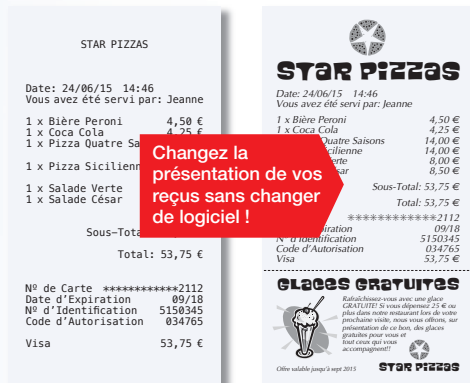 STAR PIZZAS
Date: 24/06/15 14:46
Vous avez été servi par: Jeanne
1 x Bière Peroni 4,50 €
1 x Coca Cola 4,25 €
1 x Pizza Quatre Sa
1 x Pizza Sicilienn
1 x Salade Verte
1 x Salade César
Sous-Tota
Total: 53,75 €
Nº de Carte ************2112
Date d'Expiration 09/18
Nº d'Identification 5150345
Code d'Autorisation 034765
Visa 53,75 €
Changez la
présentation de vos
reçus sans changer
de logiciel !
STAR PIZZAS
Date: 24/06/15 14:46
Vous avez été servi par: Jeanne
1 x Bière Peroni 4,50 €
1 x Coca Cola 4,25 €
Quatre Saisons 14,00 €
icilienne 14,00 €
erte 8,00 €
sar 8,50 €
Sous-Total: 53,75 €
Total: 53,75 €
************2112
iration 09/18
Nº d'Identification 5150345
Code d'Autorisation 034765
Visa 53,75 €
GLACES GRATUITES
Rafraîchissez-vous avec une glace
GRATUITE! Si vous dépensez 25 € ou
plus dans notre restaurant lors de votre
prochaine visite, nous vous offrons, sur
présentation de ce bon, des glaces
gratuites pour vous et
tout ceux qui vous
accompagnent!!
Offre valable jusqu'à sept 2015
STAR PIZZAS